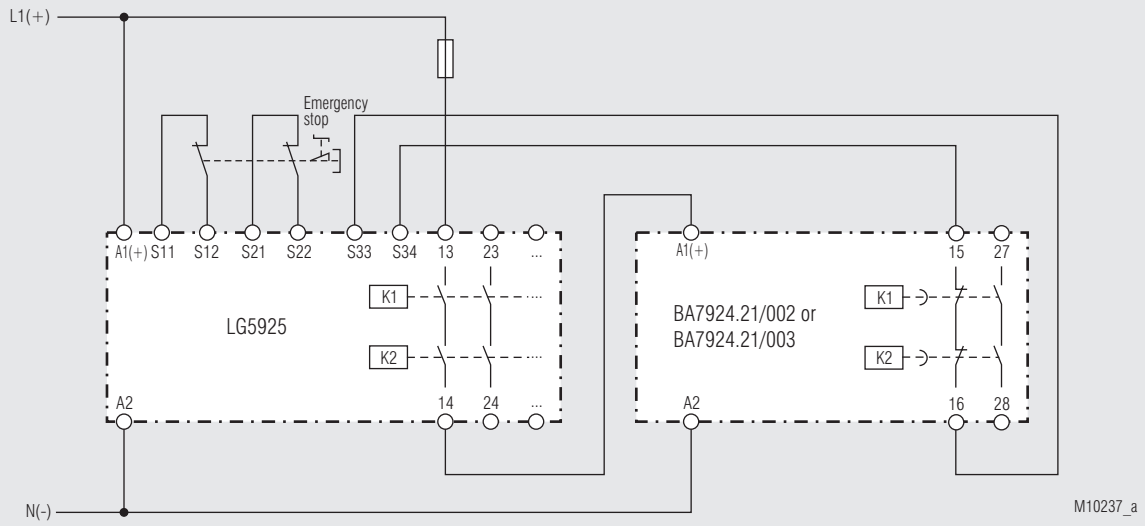 L1(+)
Emergency
stop
A1(+) S11 S12 S21 S22 S33 S34 13 23 ...
A1(+) 15 27
K1 ....
K1
LG5925
BA7924.21/002 or
BA7924.21/003
K2 ....
K2
A2 14 24 ...
A2 16 28
N(-)
M10237_a